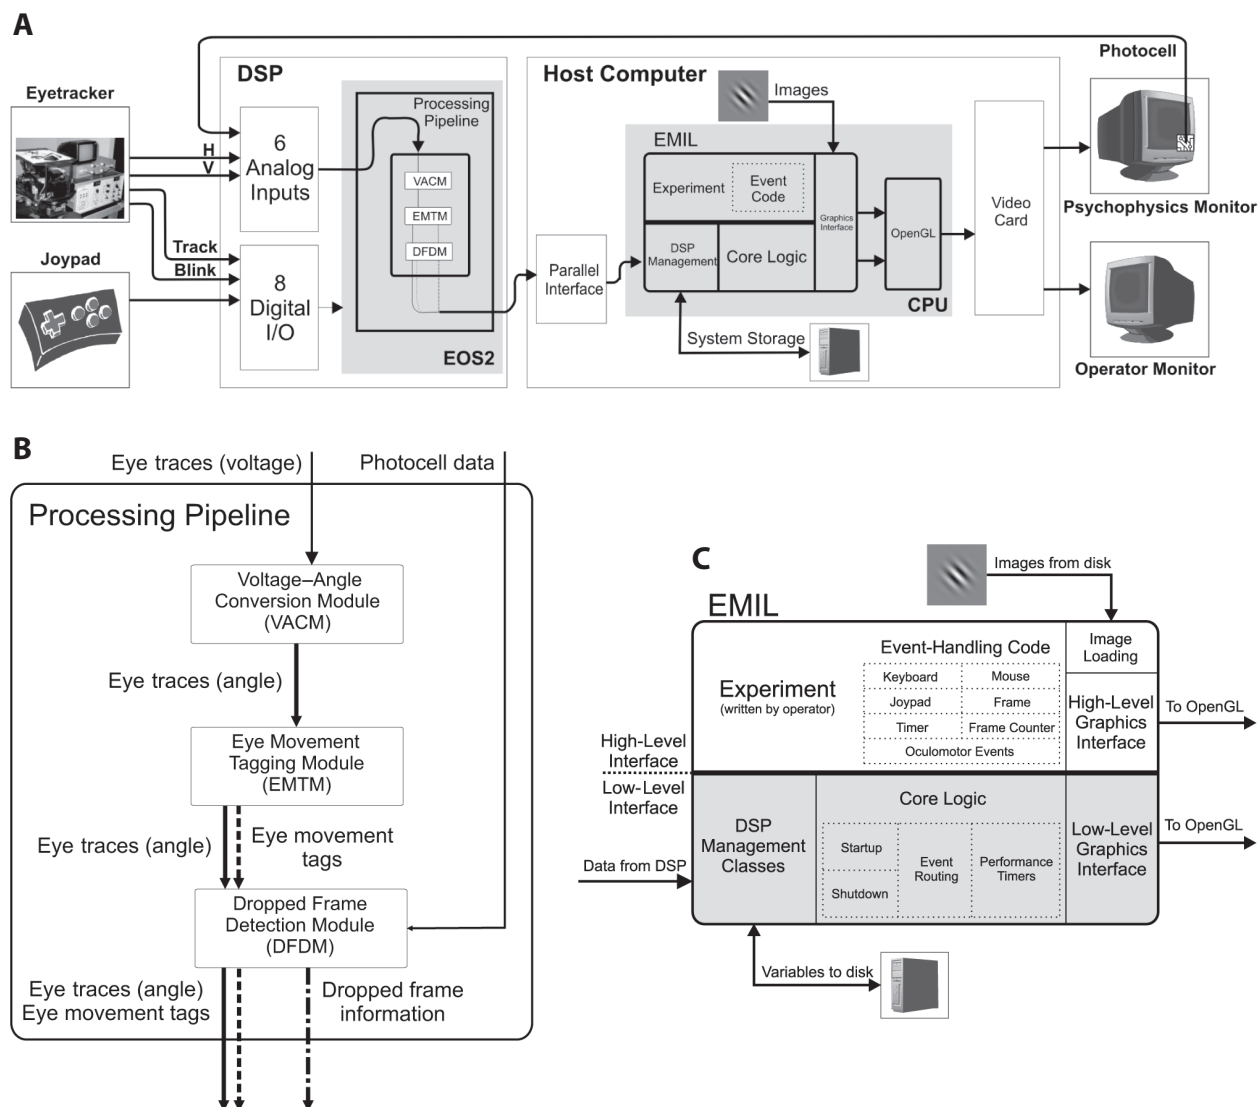 A
Photocell
DSP
Host Computer
Eyetracker
Processing
Pipeline
Images
EMIL
6
Analog
Inputs
H
V
VACM
EMTM
DFDM
Experiment
Event
Code
Graphics
Interface
OpenGL
Video
Card
Psychophysics Monitor
Joypad
Track
Blink
8
Digital
I/O
Parallel
Interface
DSP
Management
Core Logic
CPU
System Storage
EOS2
Operator Monitor
B
Eye traces (voltage)
Photocell data
Processing Pipeline
Voltage–Angle
Conversion Module
(VACM)
Eye traces (angle)
Eye Movement
Tagging Module
(EMTM)
Eye traces (angle)
Eye movement
tags
Dropped Frame
Detection Module
(DFDM)
Eye traces (angle)
Eye movement tags
Dropped frame
information
C
Images from disk
EMIL
Event-Handling Code
Image
Loading
Experiment
(written by operator)
Keyboard
Mouse
Joypad
Frame
Timer
Frame Counter
Oculomotor Events
High-Level
Graphics
Interface
To OpenGL
High-Level
Interface
Low-Level
Interface
DSP
Management
Classes
Core Logic
Startup
Shutdown
Event
Routing
Performance
Timers
Low-Level
Graphics
Interface
To OpenGL
Data from DSP
Variables to disk